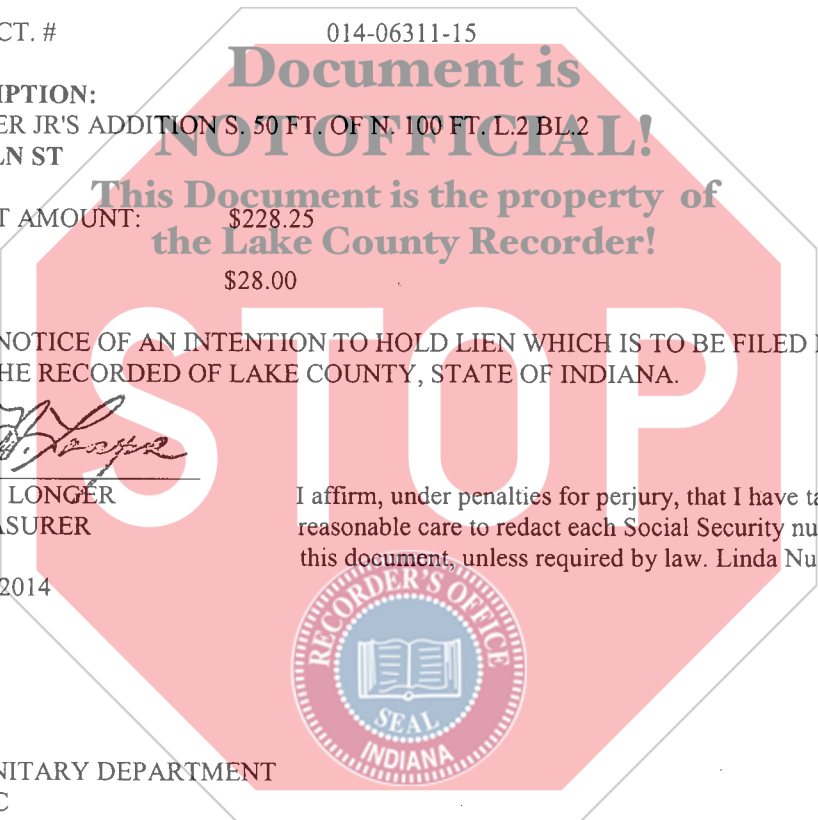 CT. # 014-06311-15
Document is
IPTION:
ER JR'S ADDITION S. 50 FT. OF N. 100 FT. L.2 BL.2
NOT OFFICIAL!
LN ST
This Document is the property of
T AMOUNT: $228.25
the Lake County Recorder!
$28.00
STOP
NOTICE OF AN INTENTION TO HOLD LIEN WHICH IS TO BE FILED
HE RECORDED OF LAKE COUNTY, STATE OF INDIANA.
LONGER
ASURER
I affirm, under penalties for perjury, that I have ta
reasonable care to redact each Social Security nu
this document, unless required by law. Linda Nu
2014
RECORDER'S OFFICE
SEAL
INDIANA
NITARY DEPARTMENT
C